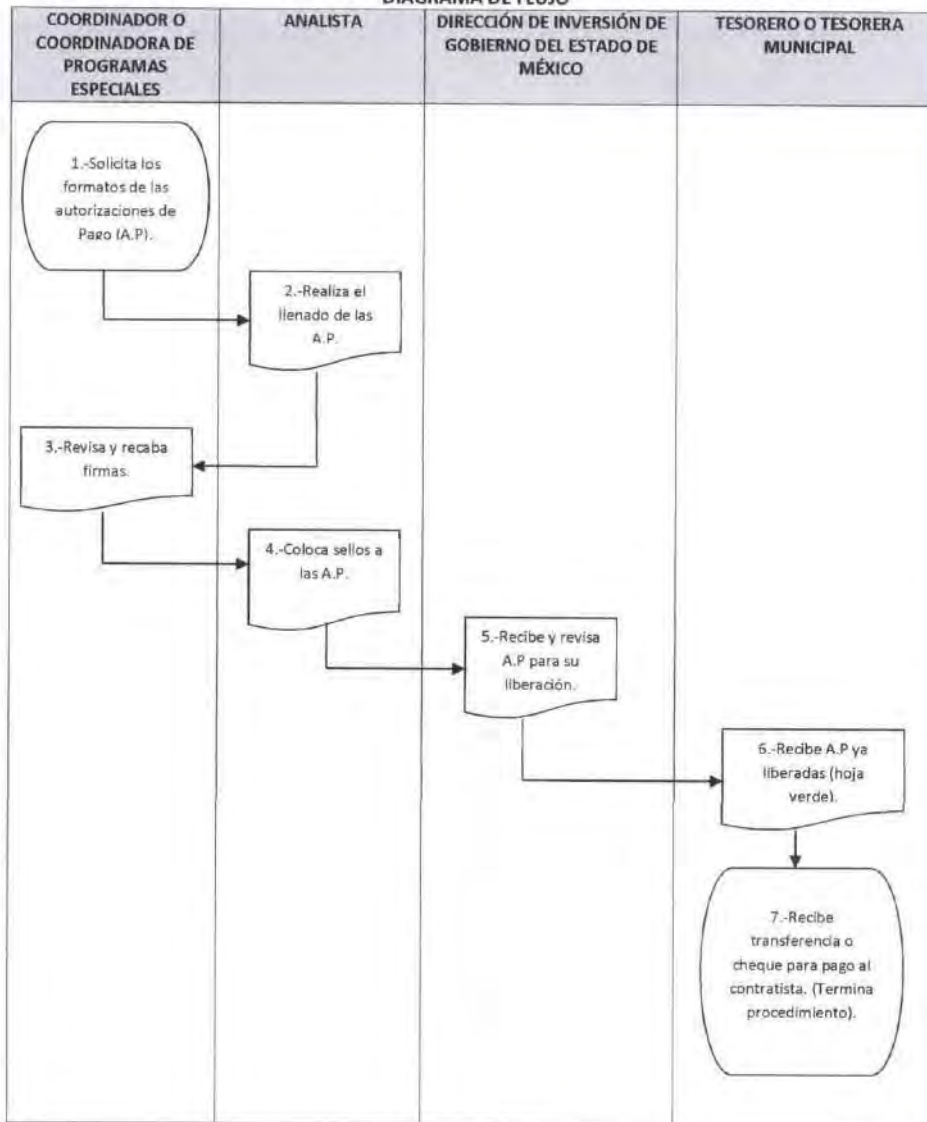 DIAGRAMA DE FLUJO
COORDINADOR O
COORDINADORA DE
PROGRAMAS
ESPECIALES
ANALISTA
DIRECCIÓN DE INVERSIÓN DE
GOBIERNO DEL ESTADO DE
MÉXICO
TESORERO O TESORERA
MUNICIPAL
1.-Solicita los
formatos de las
autorizaciones de
Pago (A.P).
2.-Realiza el
llenado de las
A.P.
3.-Revisa y recaba
firmas.
4.-Coloca sellos a
las A.P.
5.-Recibe y revisa
A.P para su
liberación.
6.-Recibe A.P ya
liberadas (hoja
verde).
7.-Recibe
transferencia o
cheque para pago al
contratista. (Termina
procedimiento).